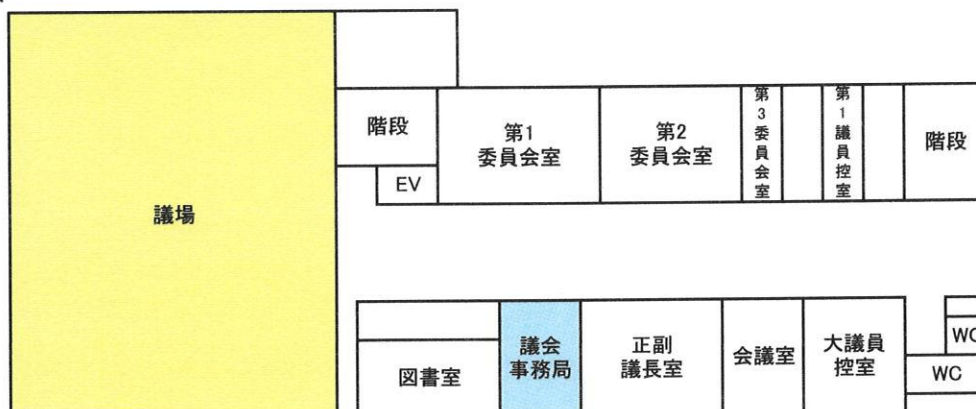 階段
第1
委員会室
第2
委員会室
第3委員会室
第1議員控室
階段
EV
議場
議会
事務局
正副
議長室
会議室
大議員
控室
図書室
WC
WC